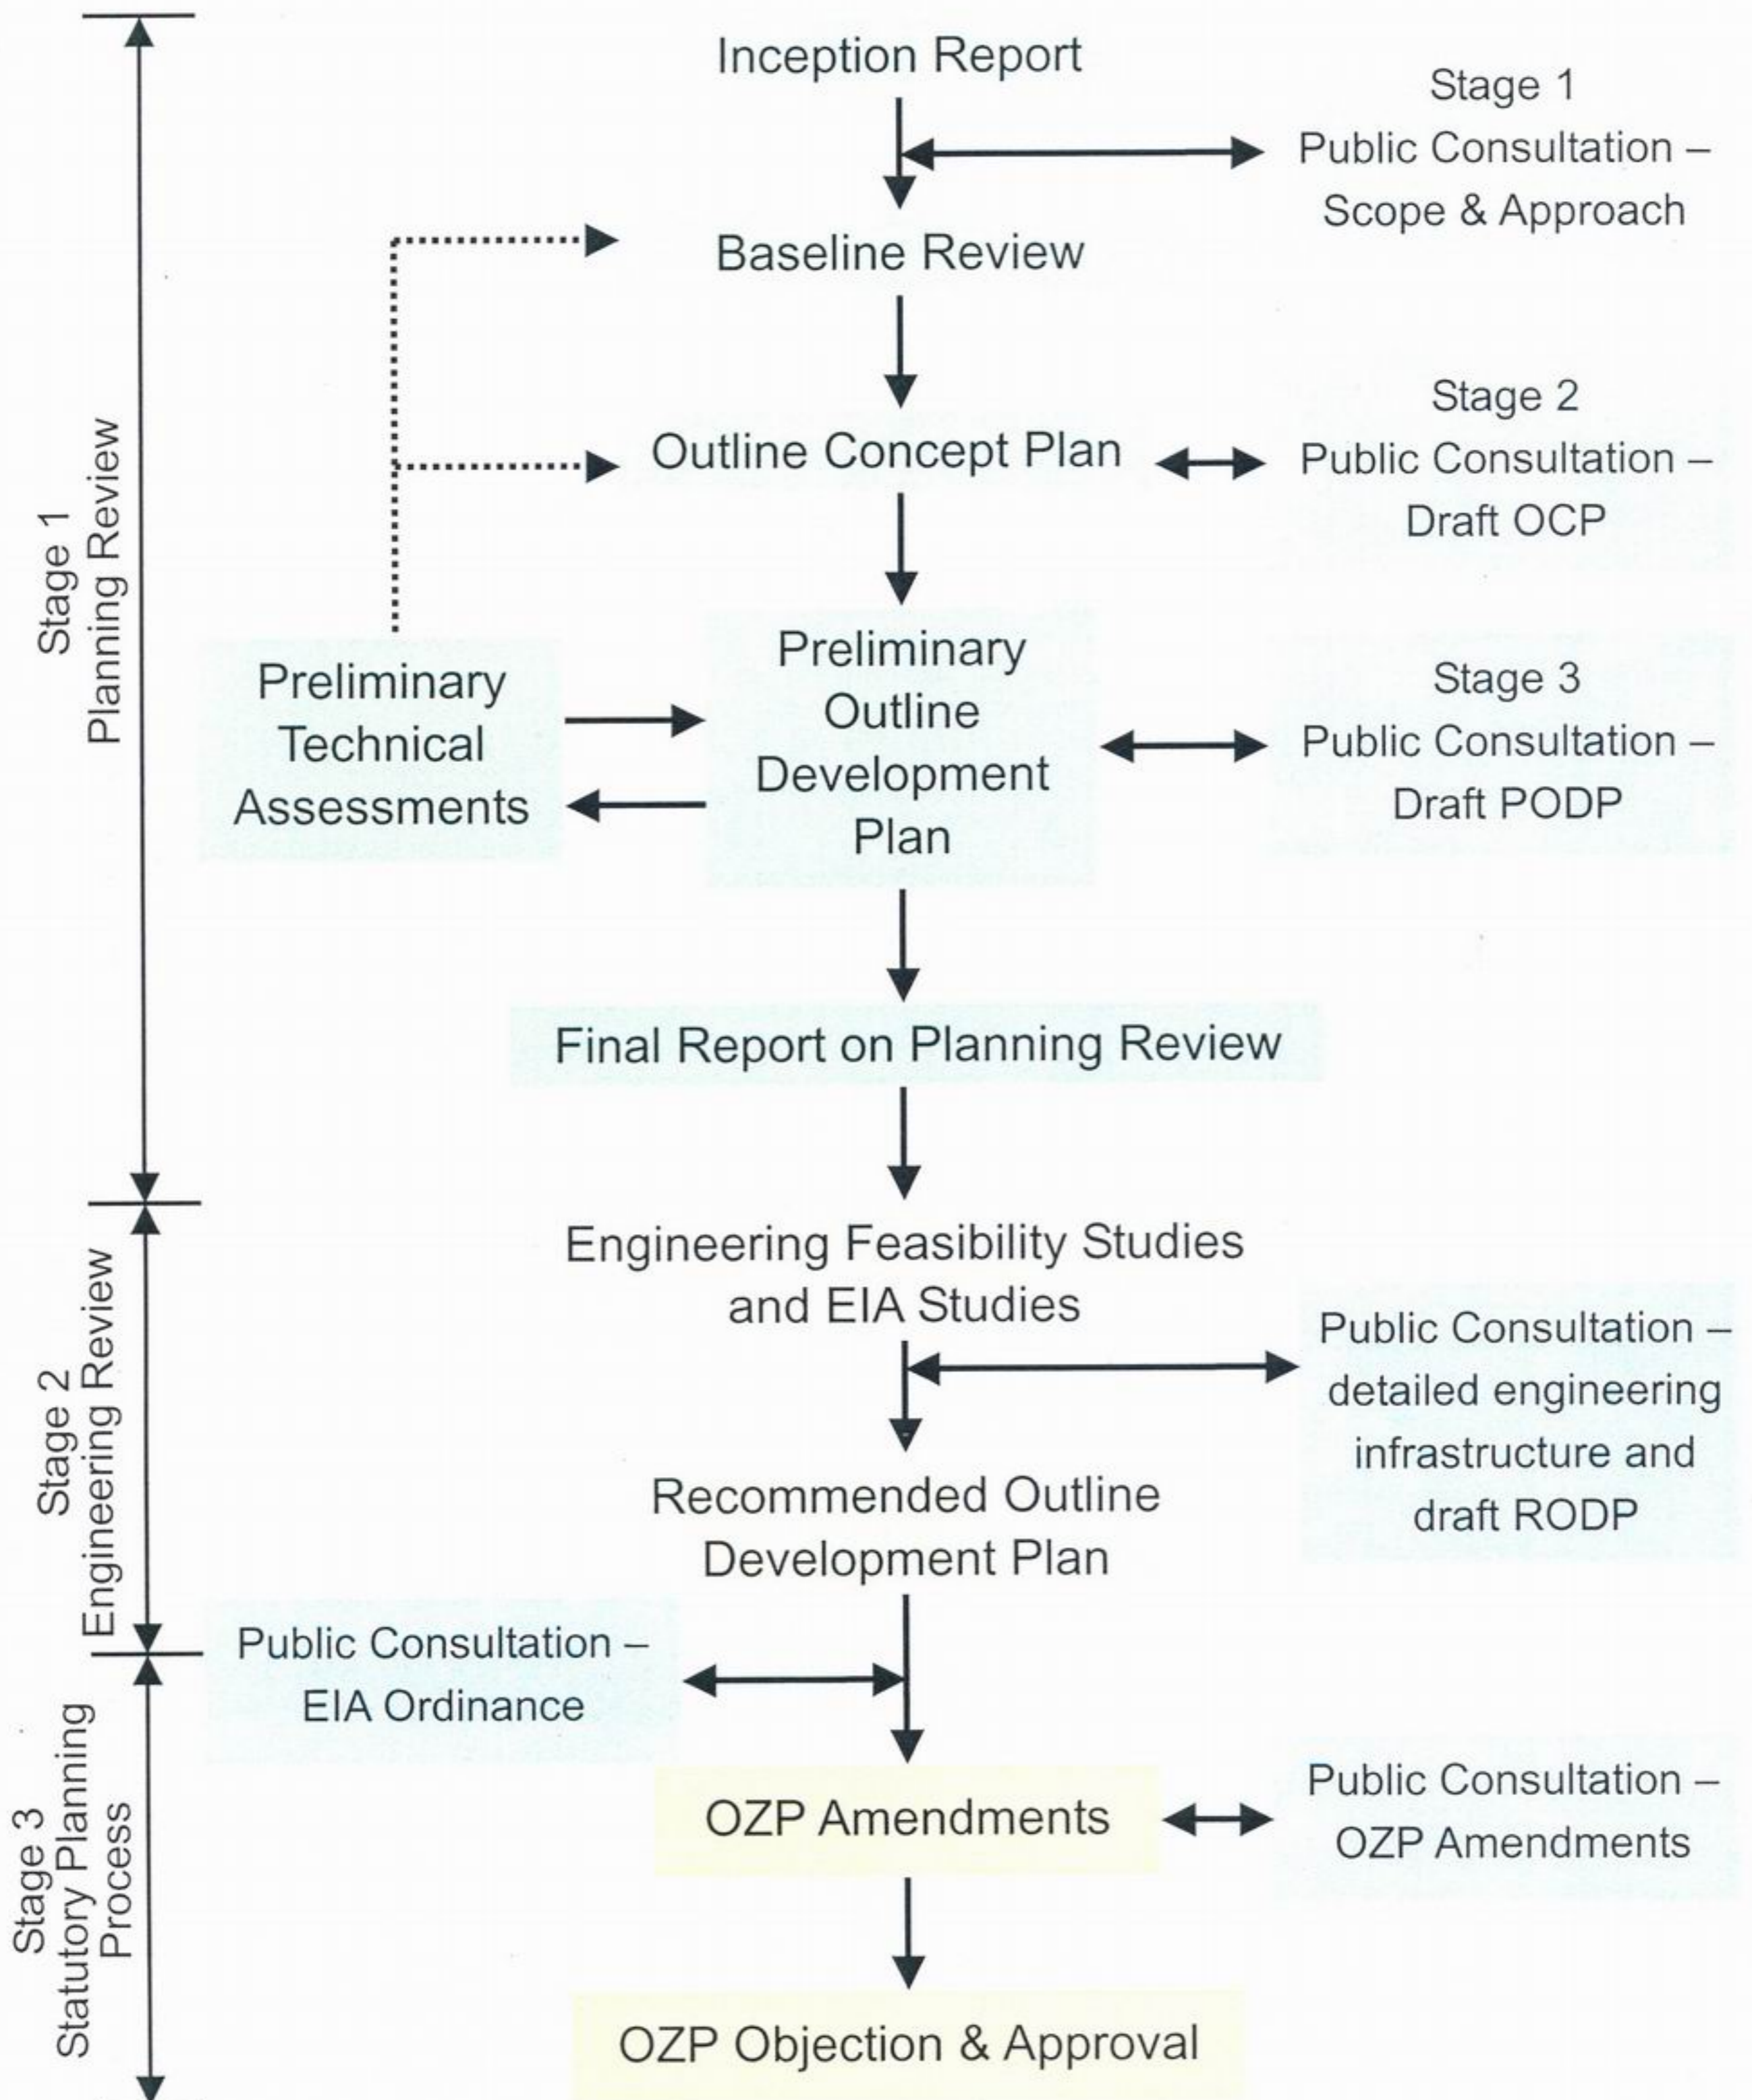 Inception Report
Stage 1
Public Consultation –
Scope & Approach
Baseline Review
Stage 1
Planning Review
Outline Concept Plan
Stage 2
Public Consultation –
Draft OCP
Preliminary
Technical
Assessments
Preliminary
Outline
Development
Plan
Stage 3
Public Consultation –
Draft PODP
Final Report on Planning Review
Stage 2
Engineering Review
Engineering Feasibility Studies
and EIA Studies
Public Consultation –
detailed engineering
infrastructure and
draft RODP
Recommended Outline
Development Plan
Public Consultation –
EIA Ordinance
Stage 3
Statutory Planning
Process
OZP Amendments
Public Consultation –
OZP Amendments
OZP Objection & Approval